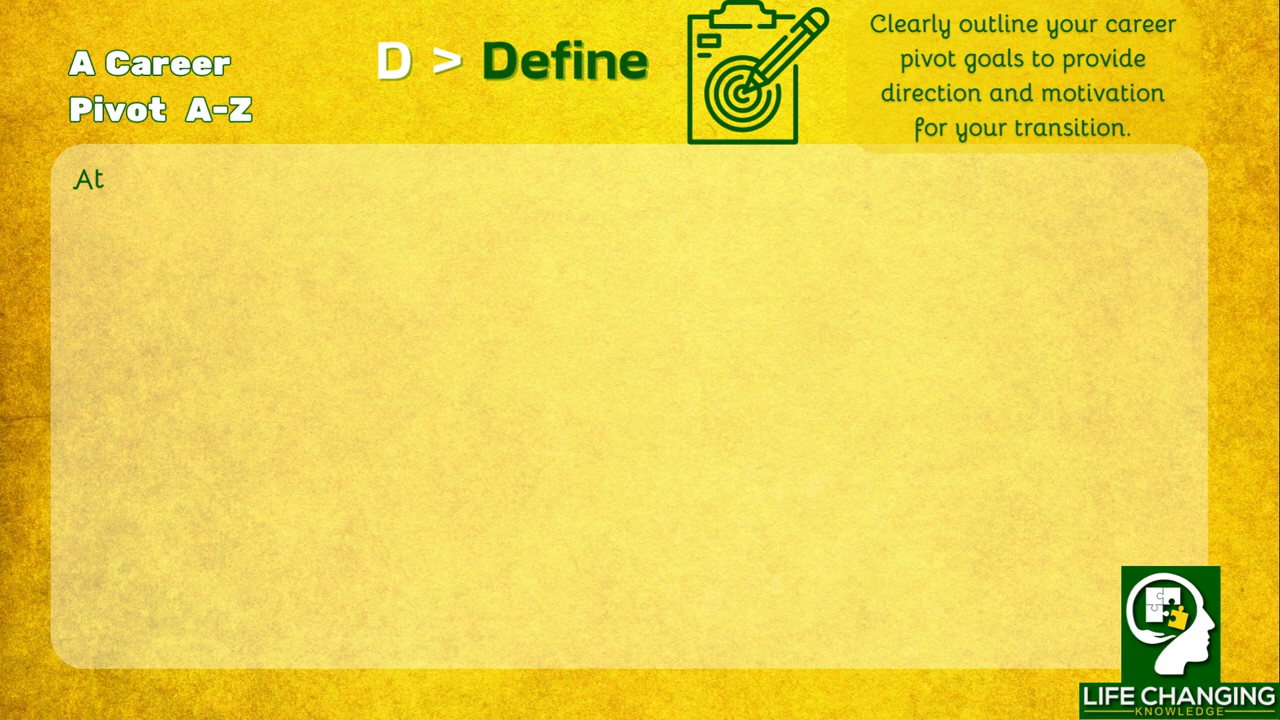 A Career
Pivot A-Z
D > Define
Clearly outline your career
pivot goals to provide
direction and motivation
for your transition.
At
LIFE CHANGING
KNOWLEDGE